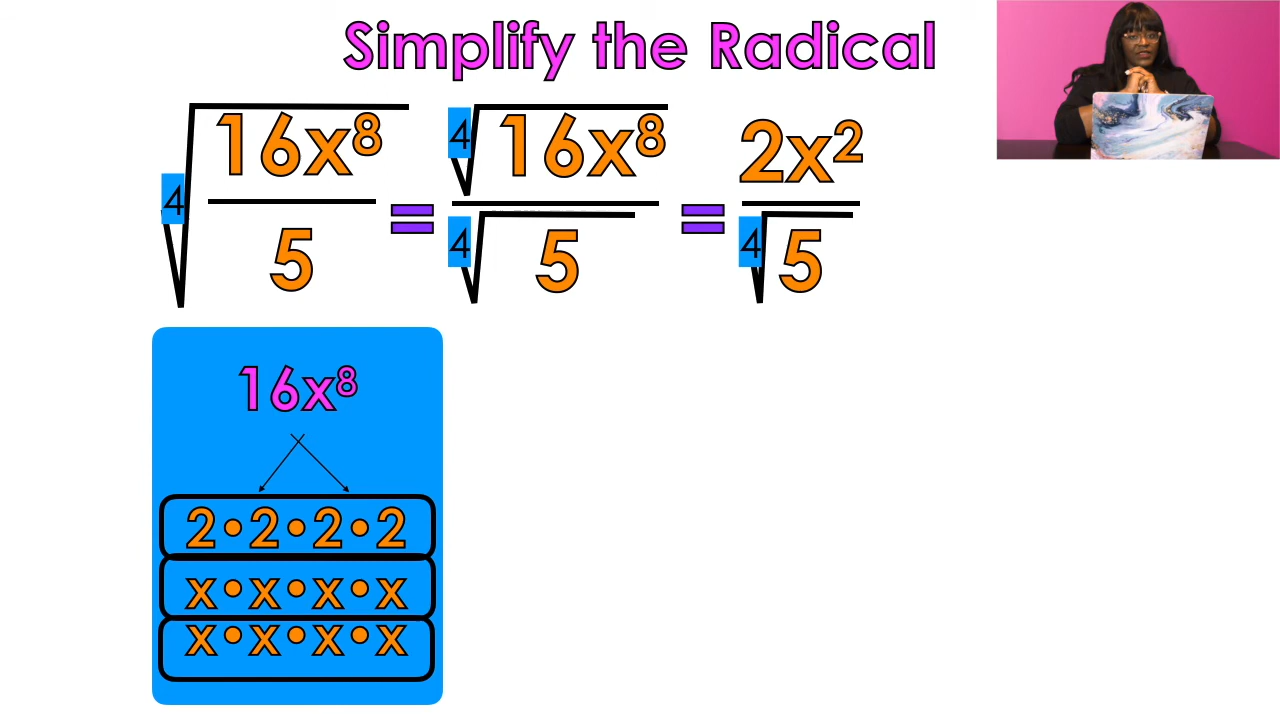 Simplify the Radical
⁴√(16x⁸/5) = ⁴√16x⁸/⁴√5 = 2x²/⁴√5
16x⁸
2•2•2•2
x•x•x•x
x•x•x•x